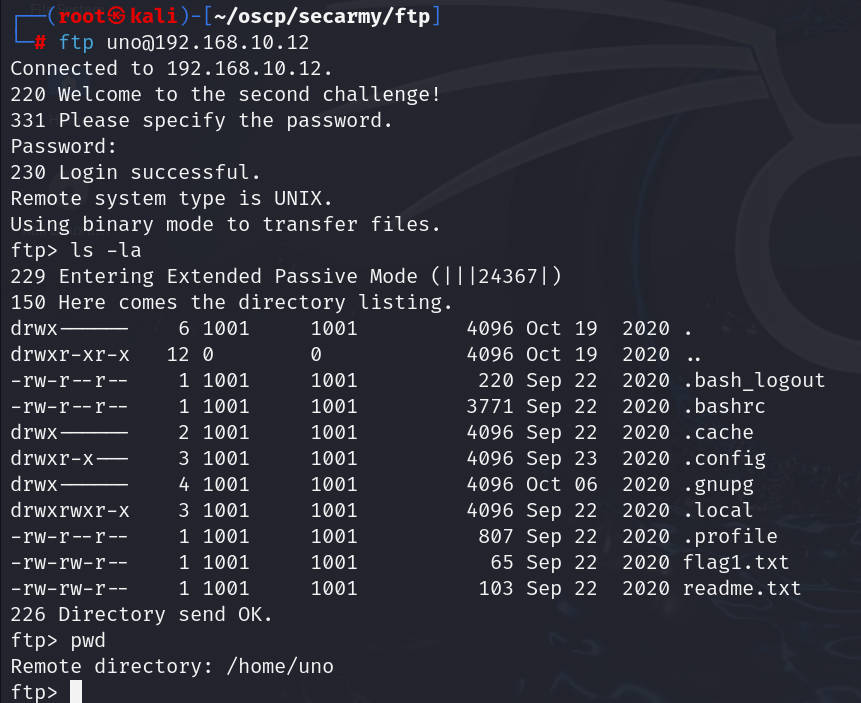 ┌──(root㉿kali)-[~/oscp/secarmy/ftp]
└─# ftp uno@192.168.10.12
Connected to 192.168.10.12.
220 Welcome to the second challenge!
331 Please specify the password.
Password:
230 Login successful.
Remote system type is UNIX.
Using binary mode to transfer files.
ftp> ls -la
229 Entering Extended Passive Mode (|||24367|)
150 Here comes the directory listing.
drwx------    6 1001     1001         4096 Oct 19  2020 .
drwxr-xr-x   12 0        0            4096 Oct 19  2020 ..
-rw-r--r--    1 1001     1001          220 Sep 22  2020 .bash_logout
-rw-r--r--    1 1001     1001         3771 Sep 22  2020 .bashrc
drwx------    2 1001     1001         4096 Sep 22  2020 .cache
drwxr-x---    3 1001     1001         4096 Sep 23  2020 .config
drwx------    4 1001     1001         4096 Oct 06  2020 .gnupg
drwxrwxr-x    3 1001     1001         4096 Sep 22  2020 .local
-rw-r--r--    1 1001     1001          807 Sep 22  2020 .profile
-rw-rw-r--    1 1001     1001           65 Sep 22  2020 flag1.txt
-rw-rw-r--    1 1001     1001          103 Sep 22  2020 readme.txt
226 Directory send OK.
ftp> pwd
Remote directory: /home/uno
ftp>